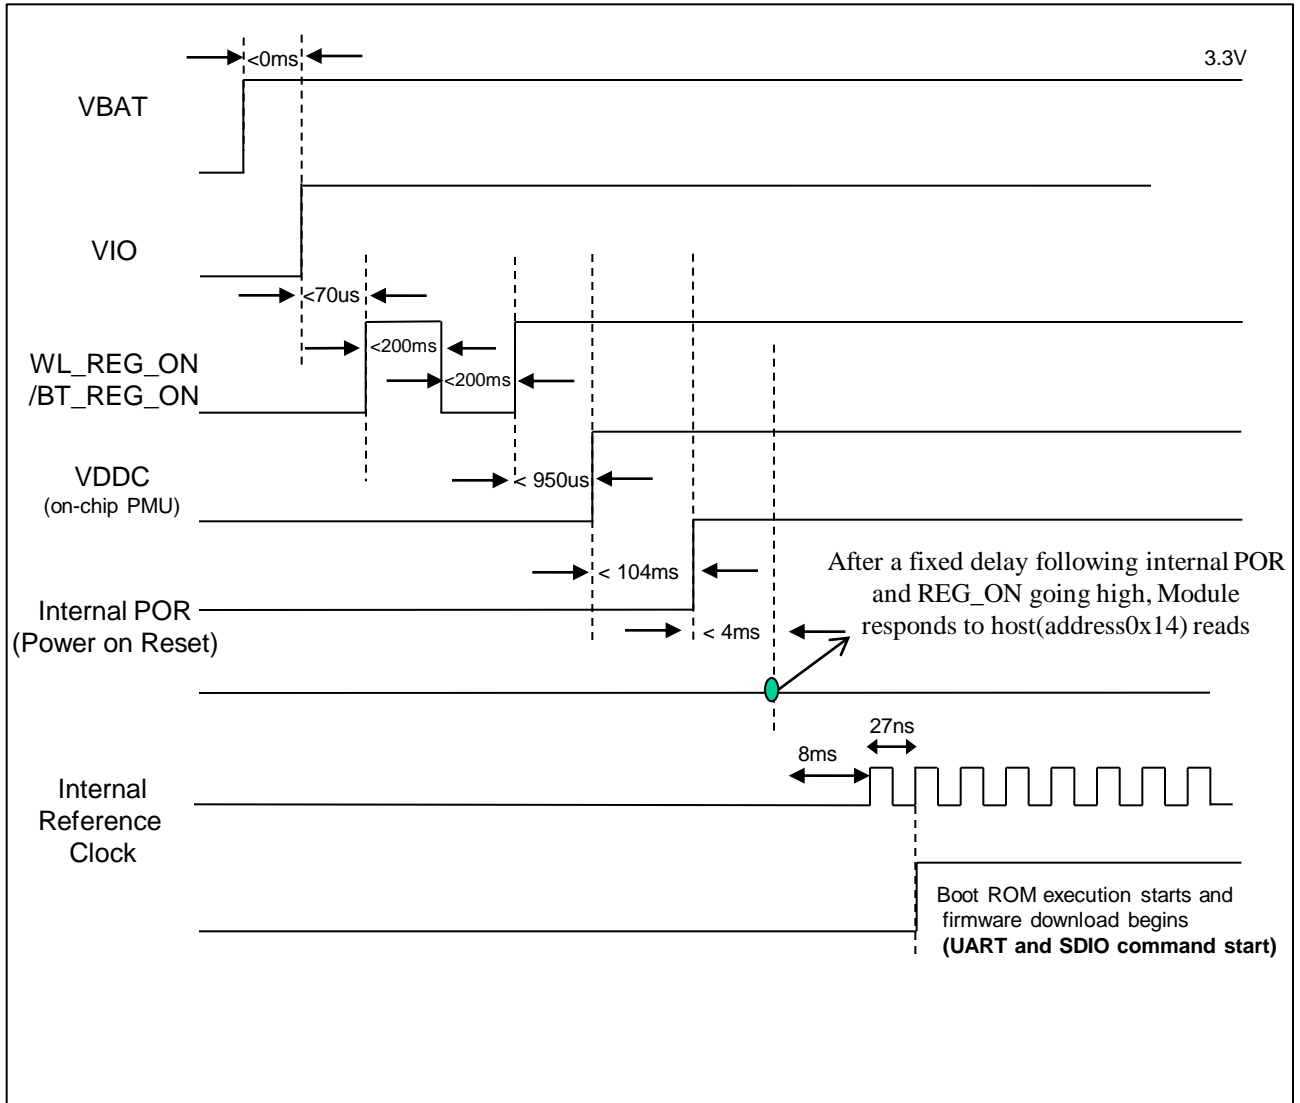 <0ms
3.3V
VBAT
VIO
<70us
<200ms
WL_REG_ON
/BT_REG_ON
<200ms
VDDC
(on-chip PMU)
< 950us
After a fixed delay following internal POR
and REG_ON going high, Module
responds to host(address0x14) reads
< 104ms
Internal POR
(Power on Reset)
< 4ms
27ns
8ms
Internal
Reference
Clock
Boot ROM execution starts and
firmware download begins
(UART and SDIO command start)